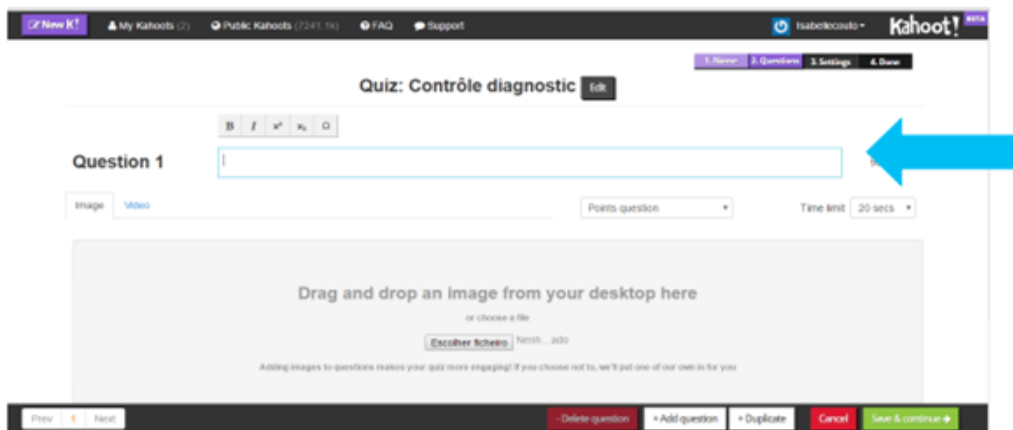 New K! My Kahoots (2) Public Kahoots (7241.1k) FAQ Support Isabellecouto Kahoot! BETA
1. Name 2. Questions 3. Settings 4. Done
Quiz: Contrôle diagnostic Edit
B I x² x₂ Ω
Question 1
Image Video Points question Time limit 20 secs
Drag and drop an image from your desktop here
or choose a file
Escolher ficheiro Nenh...ado
Adding images to questions makes your quiz more engaging! If you choose not to, we'll put one of our own in for you
Prev 1 Next - Delete question + Add question + Duplicate Cancel Save & continue